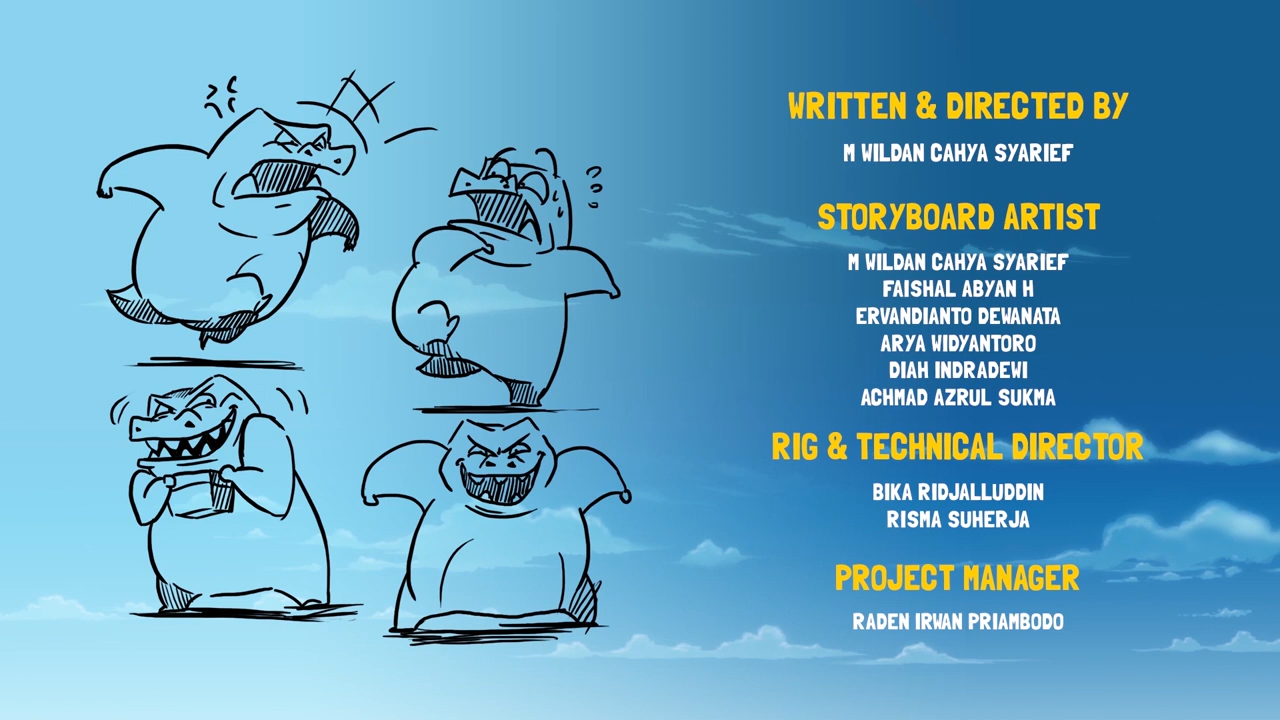 WRITTEN & DIRECTED BY
M WILDAN CAHYA SYARIEF
STORYBOARD ARTIST
M WILDAN CAHYA SYARIEF
FAISHAL ABYAN H
ERVANDIANTO DEWANATA
ARYA WIDYANTORO
DIAH INDRADEWI
ACHMAD AZRUL SUKMA
RIG & TECHNICAL DIRECTOR
BIKA RIDJALLUDDIN
RISMA SUHERJA
PROJECT MANAGER
RADEN IRWAN PRIAMBODO